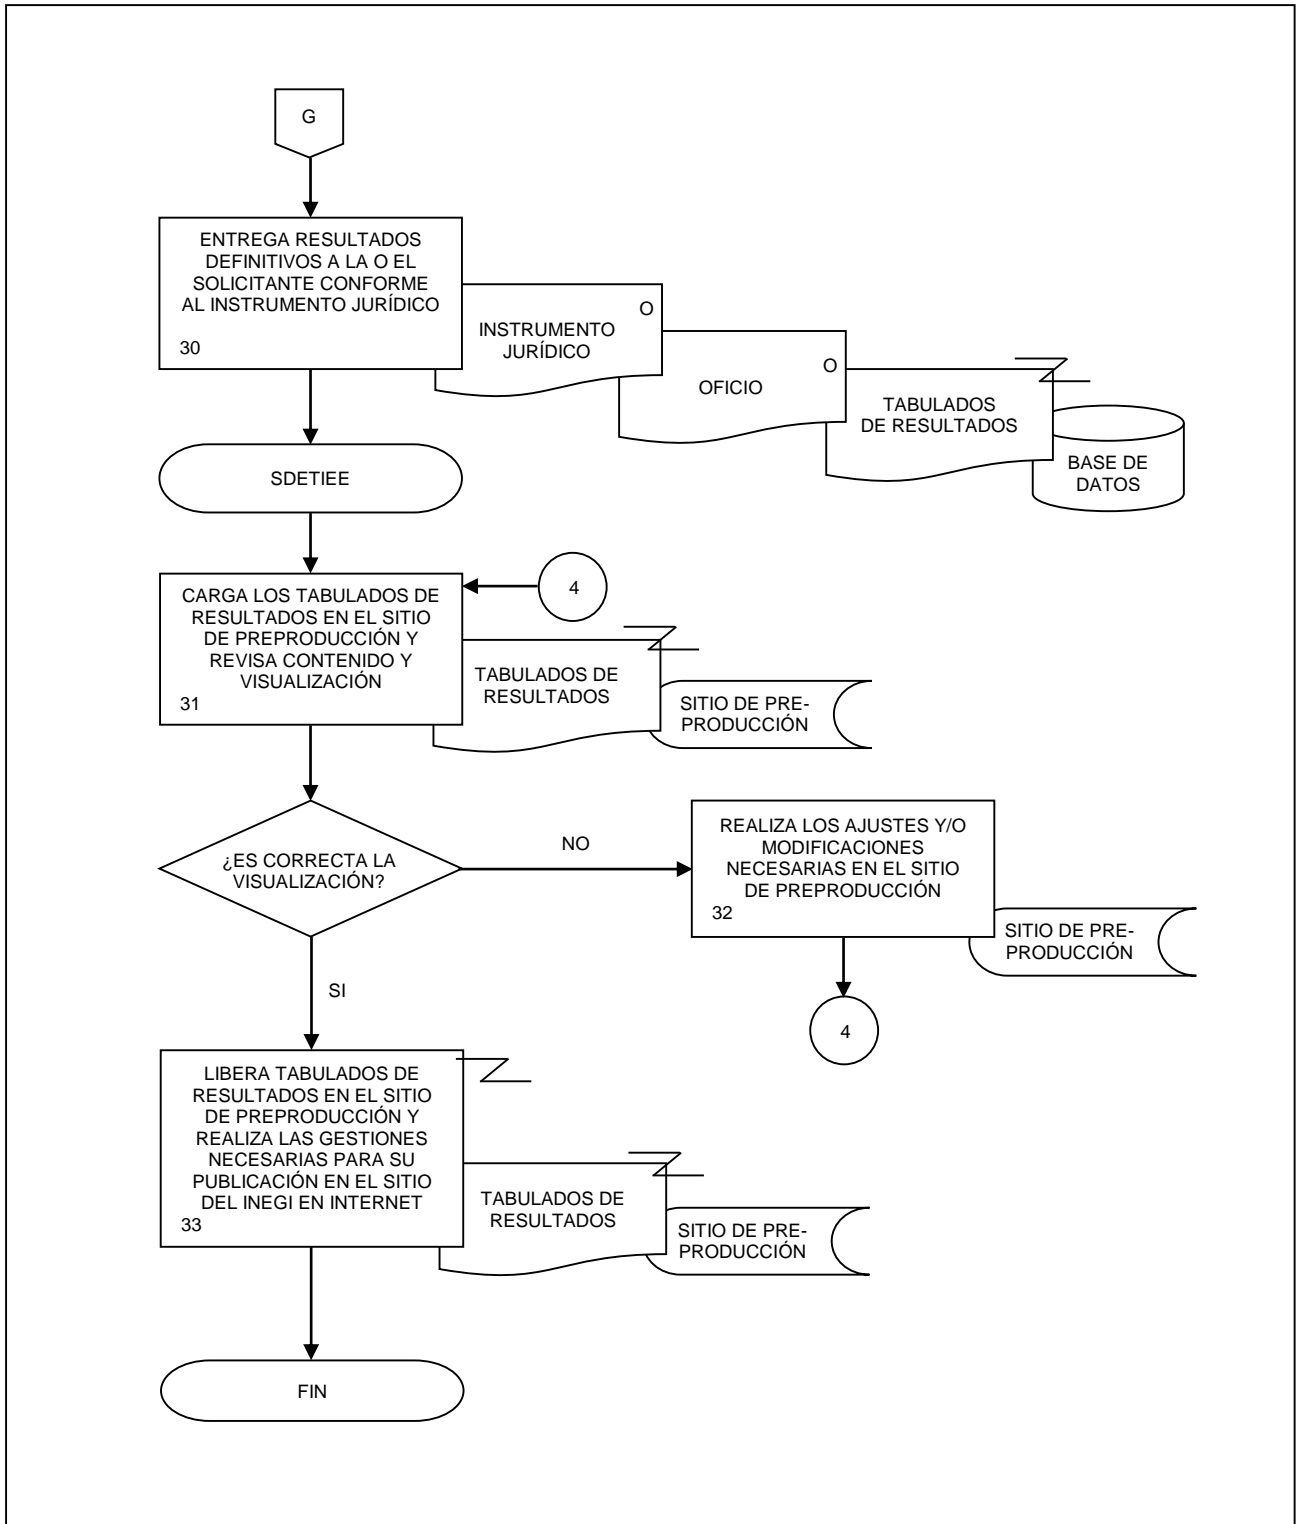 G
ENTREGA RESULTADOS
DEFINITIVOS A LA O EL
SOLICITANTE CONFORME
AL INSTRUMENTO JURÍDICO
30
O
INSTRUMENTO
JURÍDICO
O
OFICIO
TABULADOS
DE RESULTADOS
BASE DE
DATOS
SDETIEE
CARGA LOS TABULADOS DE
RESULTADOS EN EL SITIO
DE PREPRODUCCIÓN Y
REVISA CONTENIDO Y
VISUALIZACIÓN
31
4
TABULADOS DE
RESULTADOS
SITIO DE PRE-
PRODUCCIÓN
¿ES CORRECTA LA
VISUALIZACIÓN?
NO
REALIZA LOS AJUSTES Y/O
MODIFICACIONES
NECESARIAS EN EL SITIO
DE PREPRODUCCIÓN
32
SITIO DE PRE-
PRODUCCIÓN
4
SI
LIBERA TABULADOS DE
RESULTADOS EN EL SITIO
DE PREPRODUCCIÓN Y
REALIZA LAS GESTIONES
NECESARIAS PARA SU
PUBLICACIÓN EN EL SITIO
DEL INEGI EN INTERNET
33
TABULADOS DE
RESULTADOS
SITIO DE PRE-
PRODUCCIÓN
FIN